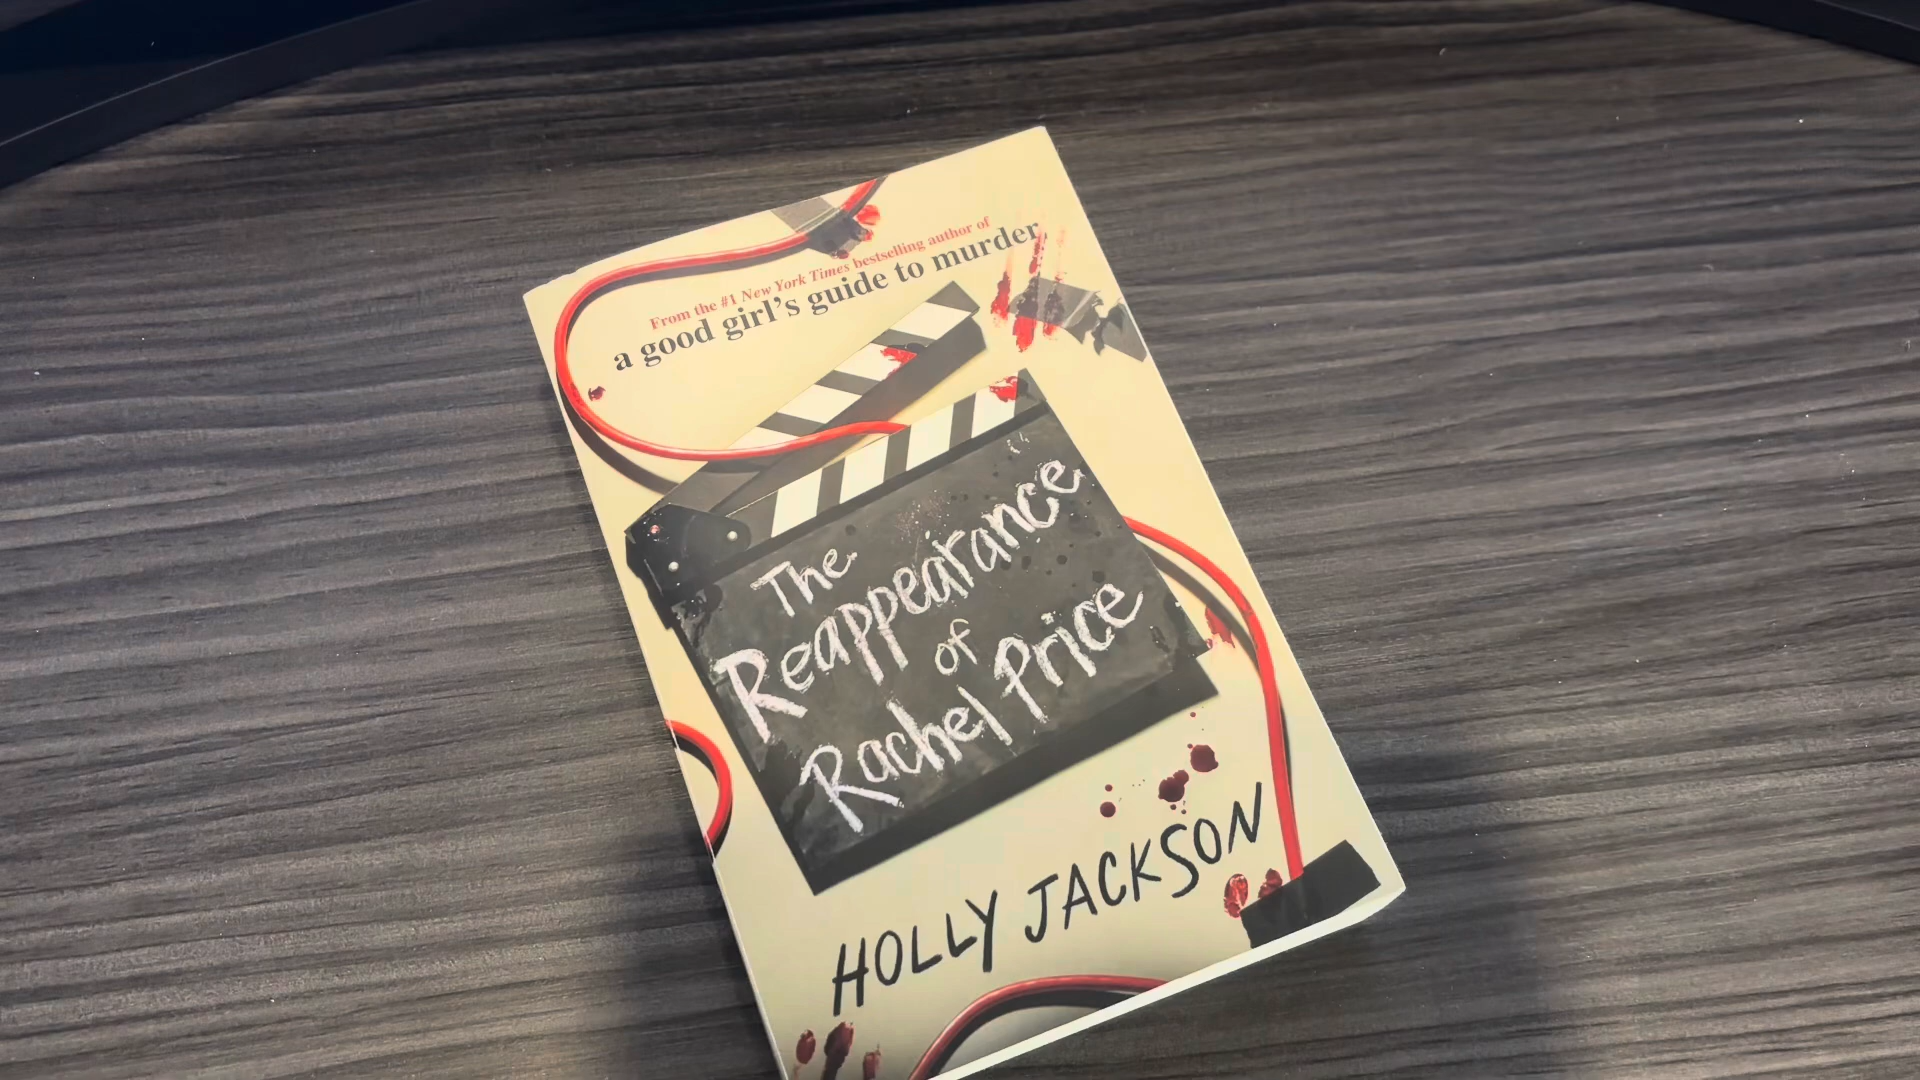 From the #1 New York Times bestselling author of
a good girl's guide to murder
The
Reappearance
of
Rachel Price
HOLLY JACKSON